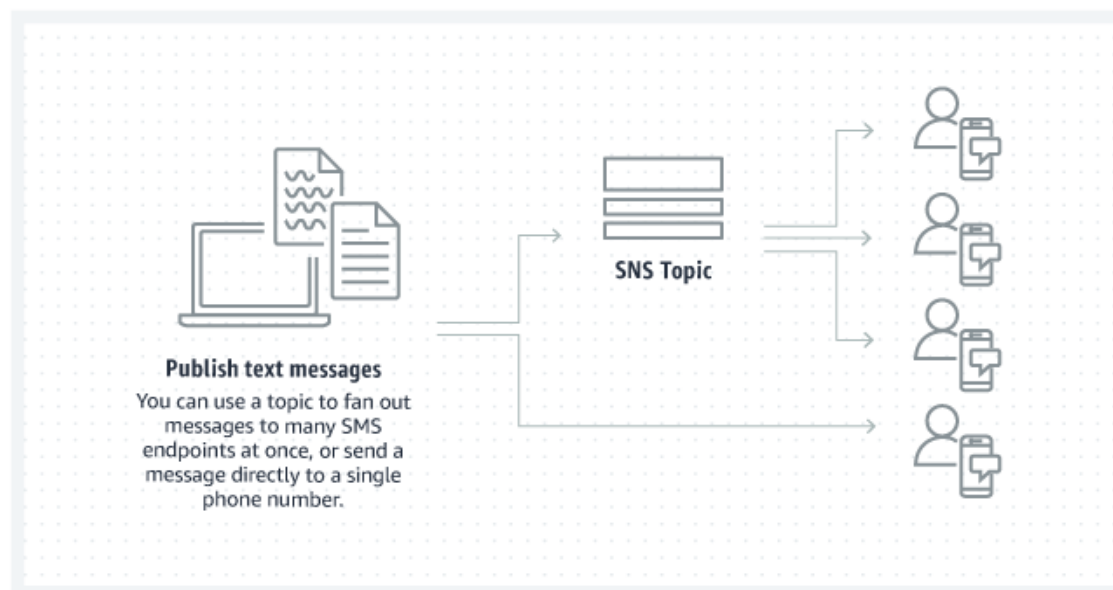 Publish text messages
You can use a topic to fan out
messages to many SMS
endpoints at once, or send a
message directly to a single
phone number.
SNS Topic